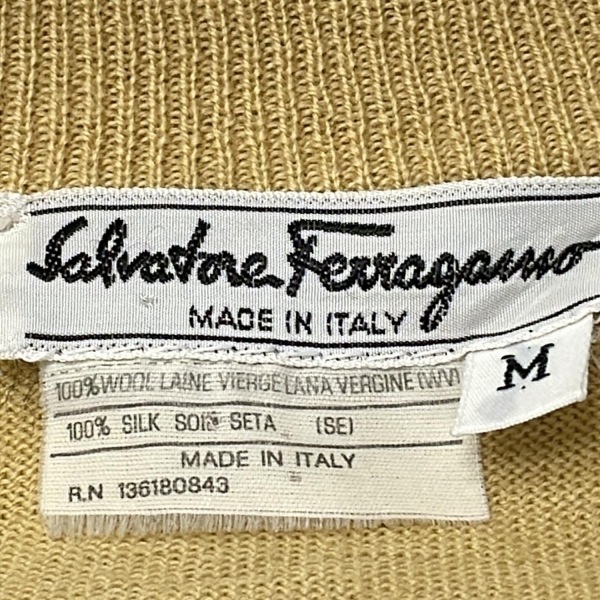 Salvatore Ferragamo
MADE IN ITALY
M
100% WOOL LAINE VIERGE LANA VERGINE (WV)
100% SILK SOIE SETA (SE)
MADE IN ITALY
R.N 136180843